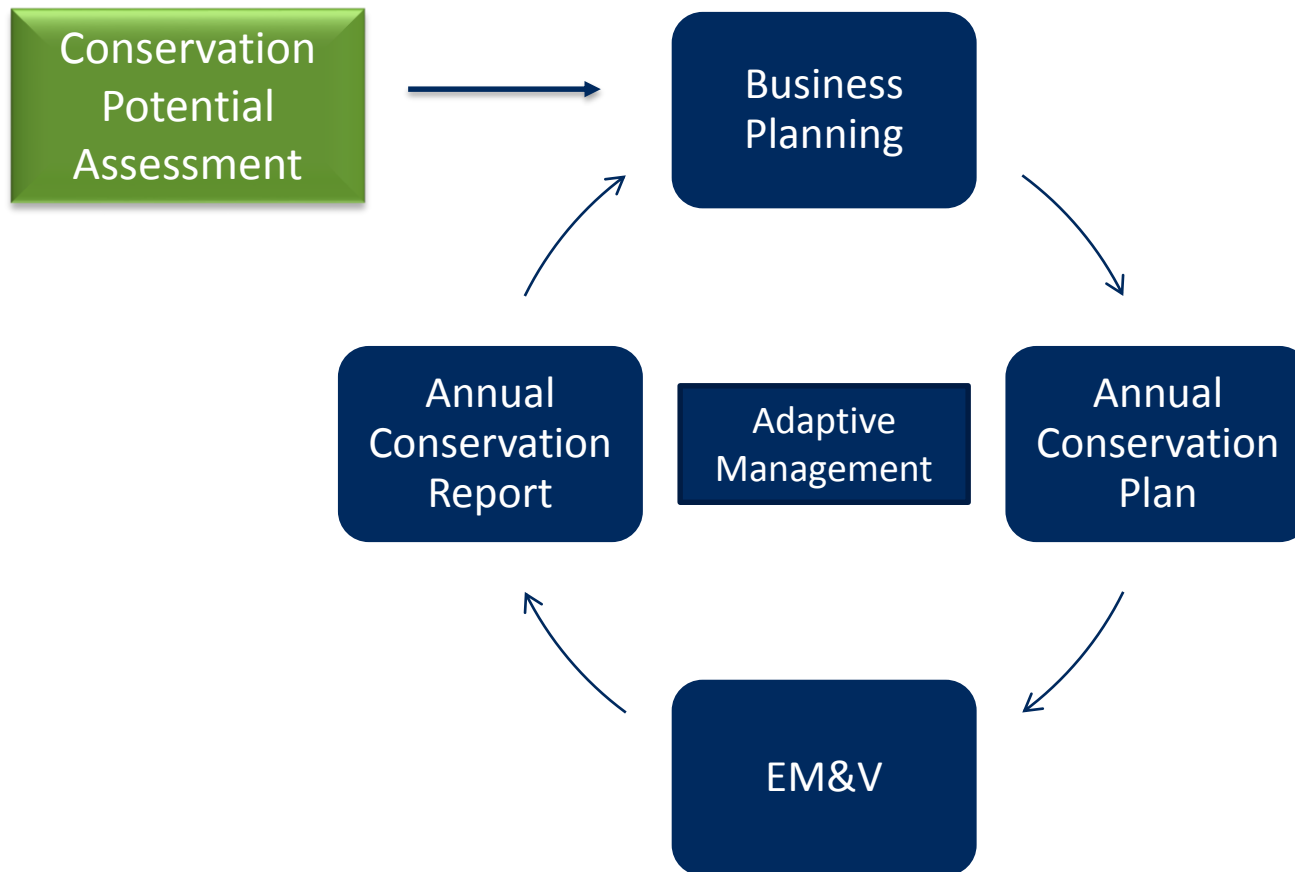 Conservation
Potential
Assessment
Business
Planning
Annual
Conservation
Report
Adaptive
Management
Annual
Conservation
Plan
EM&V